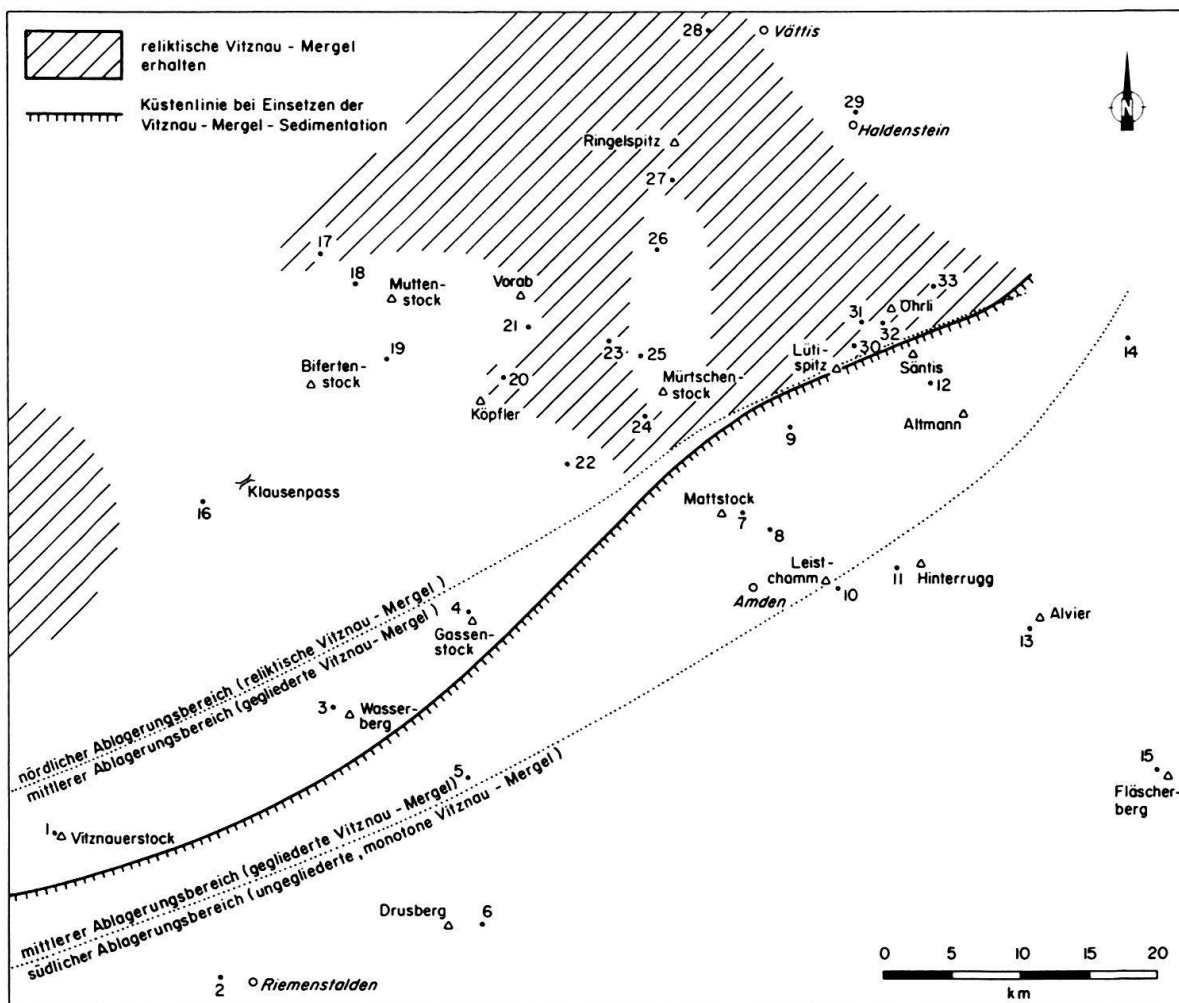 reliktische Vitznau - Mergel
erhalten
Küstenlinie bei Einsetzen der
Vitznau - Mergel - Sedimentation
28
Vättis
N
29
Haldenstein
Ringelspitz
27
26
17
18
Mutten-
stock
Vorab
21
33
Öhrli
31
32
30
Lüti-
spitz
Säntis
14
19
Biferten-
stock
23
25
20
Köpfler
Mürtschen-
stock
24
12
Altmann
9
22
Klausenpass
16
Mattstock
7
8
Leist-
chamm
10
11
Hinterrugg
Amden
4
Gassen-
stock
Alvier
13
nördlicher Ablagerungsbereich (reliktische Vitznau - Mergel)
mittlerer Ablagerungsbereich (gegliederte Vitznau - Mergel)
3
Wasser-
berg
5
15
Fläscher-
berg
1
Vitznauerstock
mittlerer Ablagerungsbereich (gegliederte Vitznau - Mergel)
südlicher Ablagerungsbereich (ungegliederte, monotone Vitznau - Mergel)
Drusberg
6
2
Riemenstalden
0 5 10 15 20
km